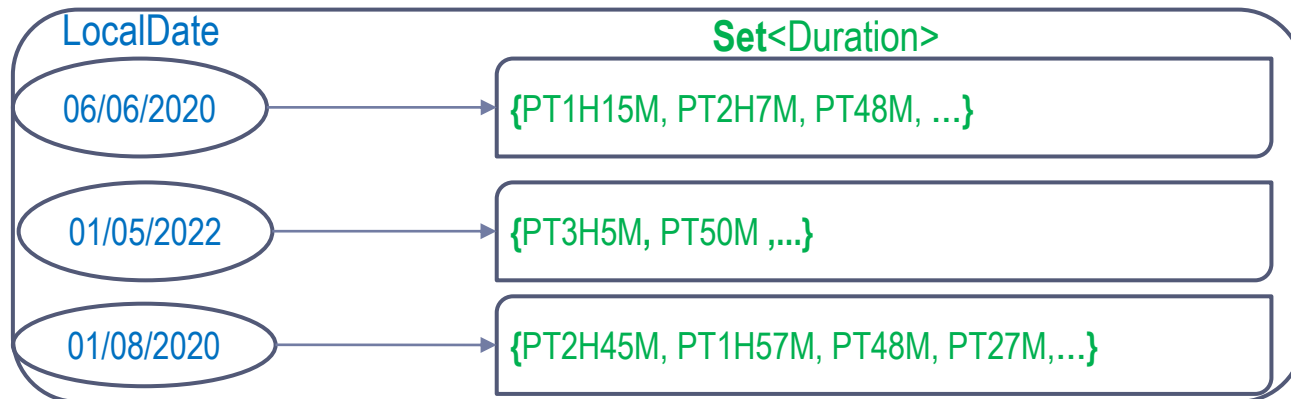 LocalDate Set<Duration>
06/06/2020 {PT1H15M, PT2H7M, PT48M, ...}
01/05/2022 {PT3H5M, PT50M ,...}
01/08/2020 {PT2H45M, PT1H57M, PT48M, PT27M,...}